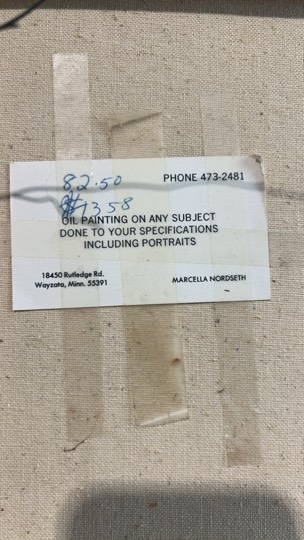 82.50
PHONE 473-2481
$1358
OIL PAINTING ON ANY SUBJECT
DONE TO YOUR SPECIFICATIONS
INCLUDING PORTRAITS
18450 Rutledge Rd.
Wayzata, Minn. 55391
MARCELLA NORDSETH